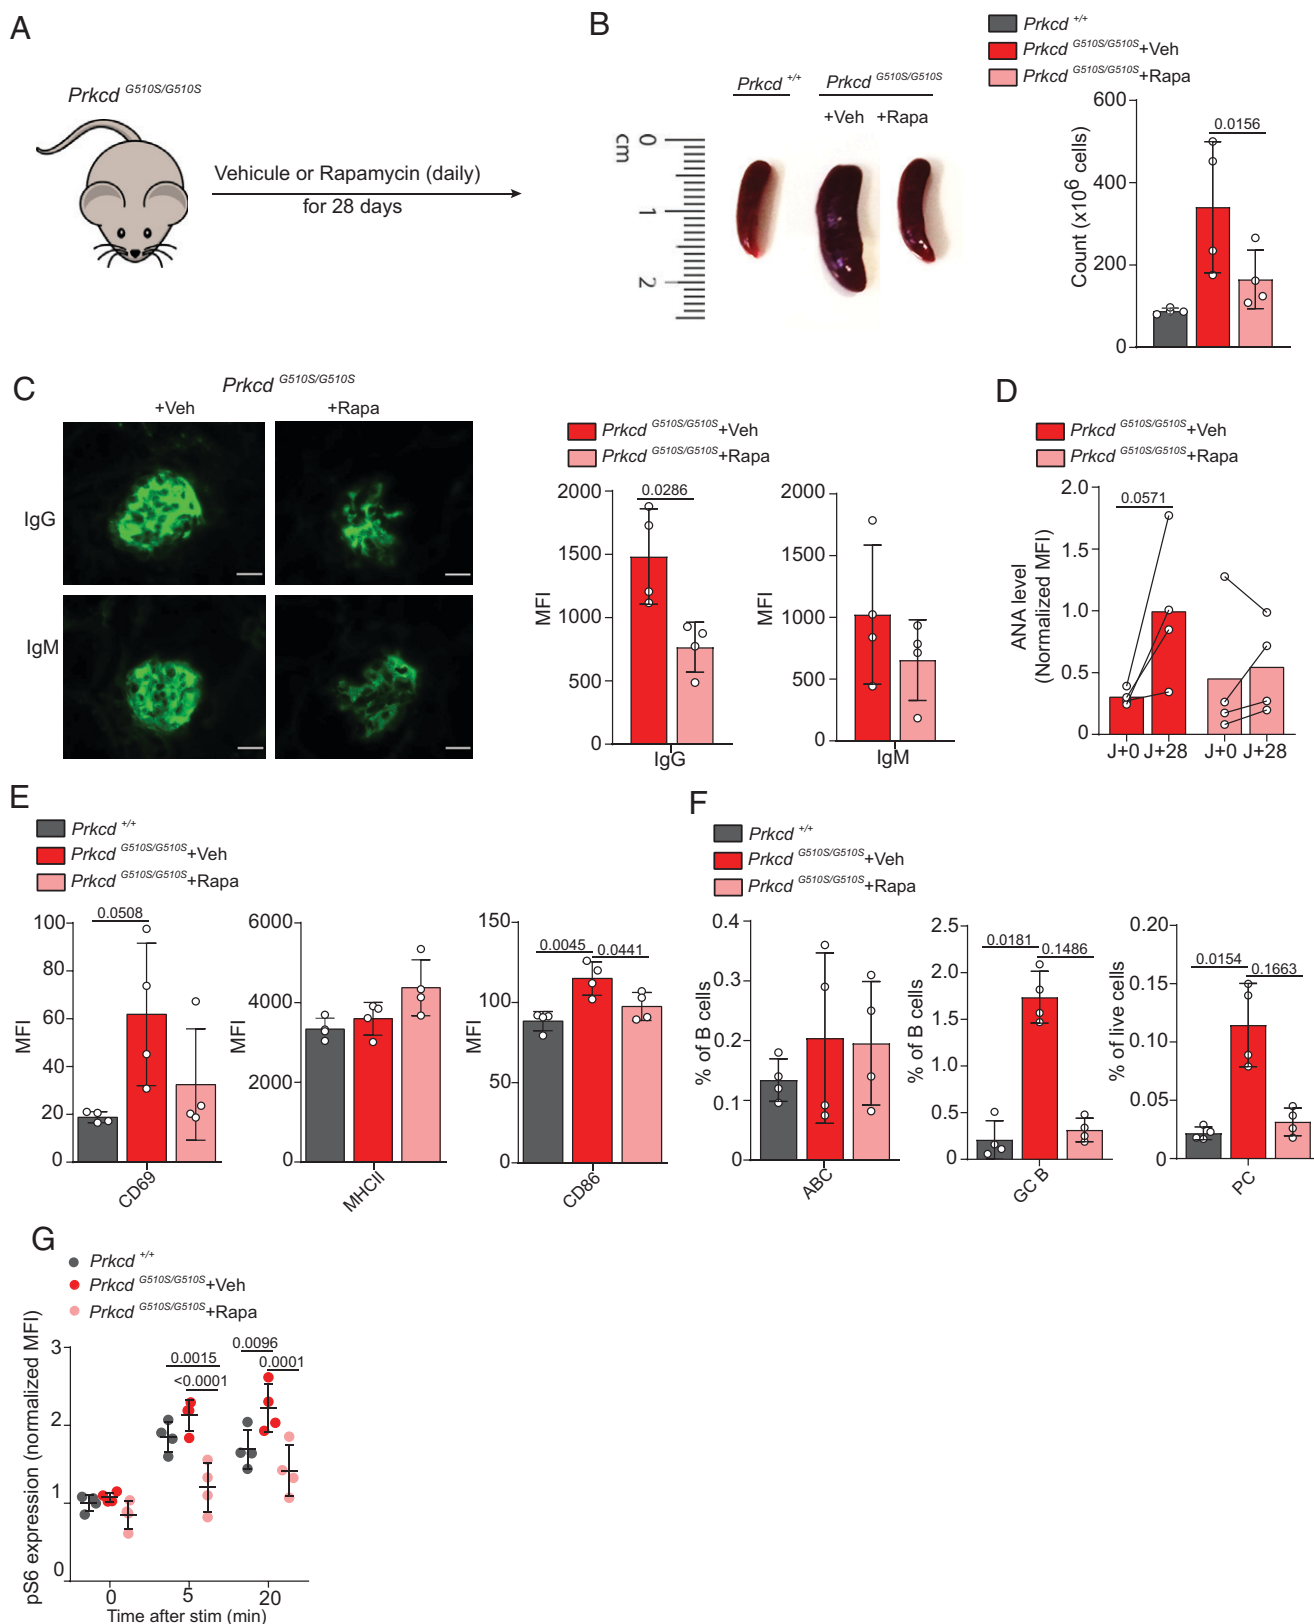 A
Prkcd G510S/G510S
Vehicule or Rapamycin (daily)
for 28 days
B
Prkcd +/+
Prkcd G510S/G510S
+Veh +Rapa
0
cm
1
2
Prkcd +/+
Prkcd G510S/G510S+Veh
Prkcd G510S/G510S+Rapa
600
0.0156
400
200
0
Count (x10⁶ cells)
C
Prkcd G510S/G510S
+Veh
+Rapa
IgG
IgM
Prkcd G510S/G510S+Veh
Prkcd G510S/G510S+Rapa
2000
0.0286
1500
1000
500
0
MFI
IgG
2000
1500
1000
500
0
MFI
IgM
D
Prkcd G510S/G510S+Veh
Prkcd G510S/G510S+Rapa
2.0
0.0571
1.5
1.0
0.5
0
ANA level
(Normalized MFI)
J+0 J+28
J+0 J+28
E
Prkcd +/+
Prkcd G510S/G510S+Veh
Prkcd G510S/G510S+Rapa
100
0.0508
80
60
40
20
0
MFI
CD69
6000
4000
2000
0
MHCII
150
0.0045
0.0441
100
50
0
MFI
CD86
F
Prkcd +/+
Prkcd G510S/G510S+Veh
Prkcd G510S/G510S+Rapa
0.4
0.3
0.2
0.1
0
% of B cells
ABC
2.5
0.0181
0.1486
2.0
1.5
1.0
0.5
0
% of B cells
GC B
0.20
0.0154
0.1663
0.15
0.10
0.05
0
% of live cells
PC
G
Prkcd +/+
Prkcd G510S/G510S+Veh
Prkcd G510S/G510S+Rapa
3
0.0015
<0.0001
0.0096
0.0001
2
1
0
pS6 expression (normalized MFI)
0
5
20
Time after stim (min)